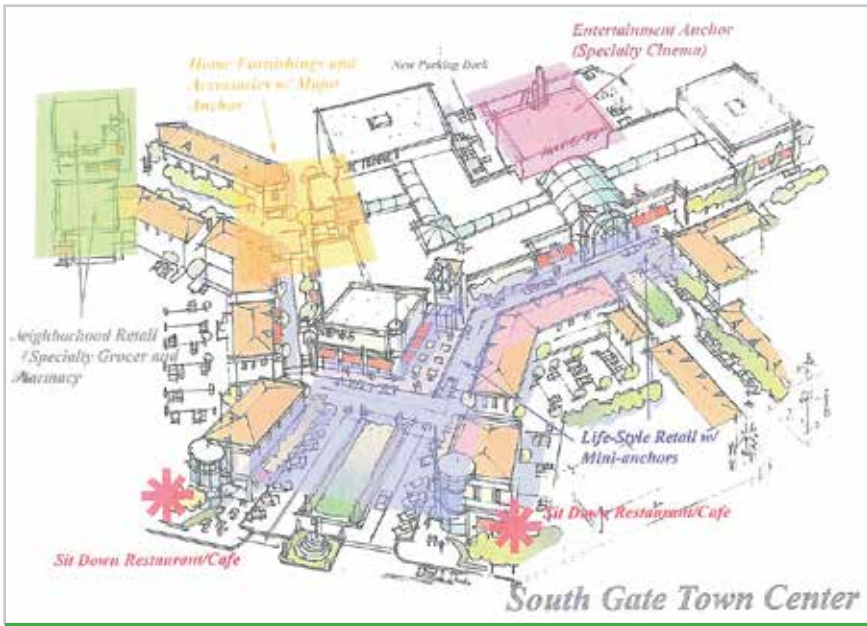 Entertainment Anchor
(Specialty Cinema)
Home Furnishings and
Accessories w/ Major
Anchor
New Parking Deck
Neighborhood Retail
Specialty Grocer and
Pharmacy
Life-Style Retail w/
Mini-anchors
Sit Down Restaurant/Cafe
Sit Down Restaurant/Cafe
South Gate Town Center